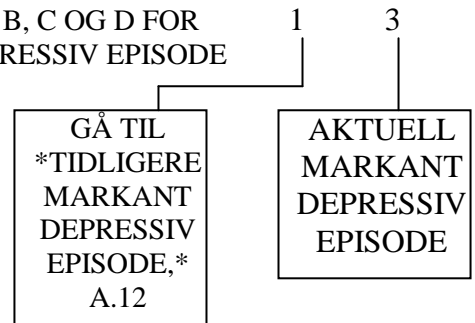 B, C OG D FOR 1 3
RESSIV EPISODE
GÅ TIL
*TIDLIGERE
MARKANT
DEPRESSIV
EPISODE,*
A.12
AKTUELL
MARKANT
DEPRESSIV
EPISODE